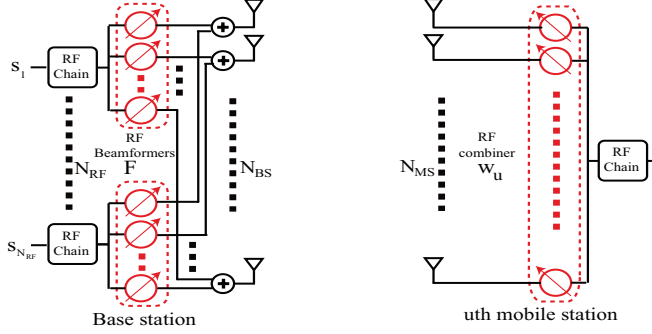 s1
RF
Chain
NRF
RF
Beamformers
F
NBS
sNRF
RF
Chain
Base station
NMS
RF
combiner
wu
RF
Chain
uth mobile station